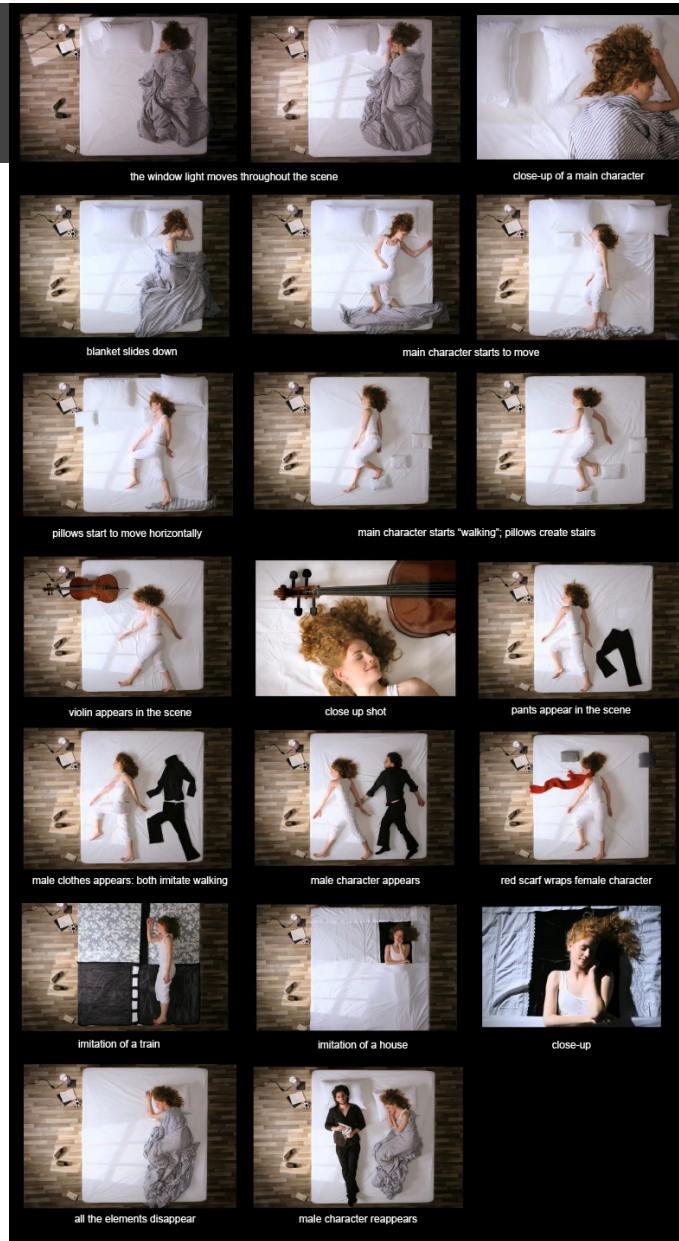 the window light moves throughout the scene
close-up of a main character
blanket slides down
main character starts to move
pillows start to move horizontally
main character starts “walking”; pillows create stairs
violin appears in the scene
close up shot
pants appear in the scene
male clothes appears: both imitate walking
male character appears
red scarf wraps female character
imitation of a train
imitation of a house
close-up
all the elements disappear
male character reappears